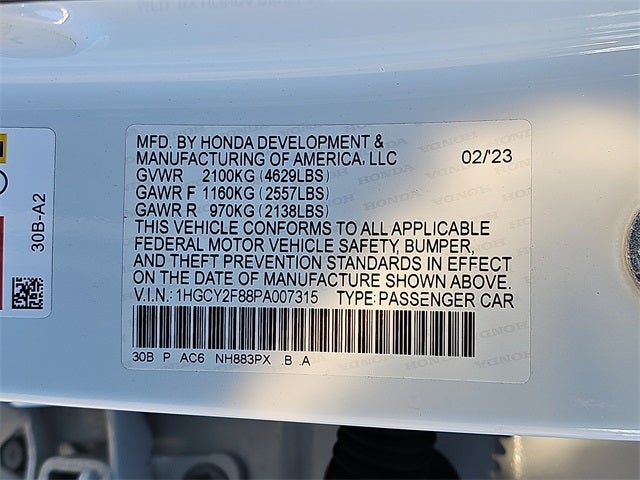 MFD. BY HONDA DEVELOPMENT &
MANUFACTURING OF AMERICA, LLC 02/'23
GVWR 2100KG (4629LBS)
GAWR F 1160KG (2557LBS)
GAWR R 970KG (2138LBS)
THIS VEHICLE CONFORMS TO ALL APPLICABLE
FEDERAL MOTOR VEHICLE SAFETY, BUMPER,
AND THEFT PREVENTION STANDARDS IN EFFECT
ON THE DATE OF MANUFACTURE SHOWN ABOVE.
V.I.N.: 1HGCY2F88PA007315 TYPE: PASSENGER CAR
30B P AC6 NH883PX .B .A
30B-A2
HONDA